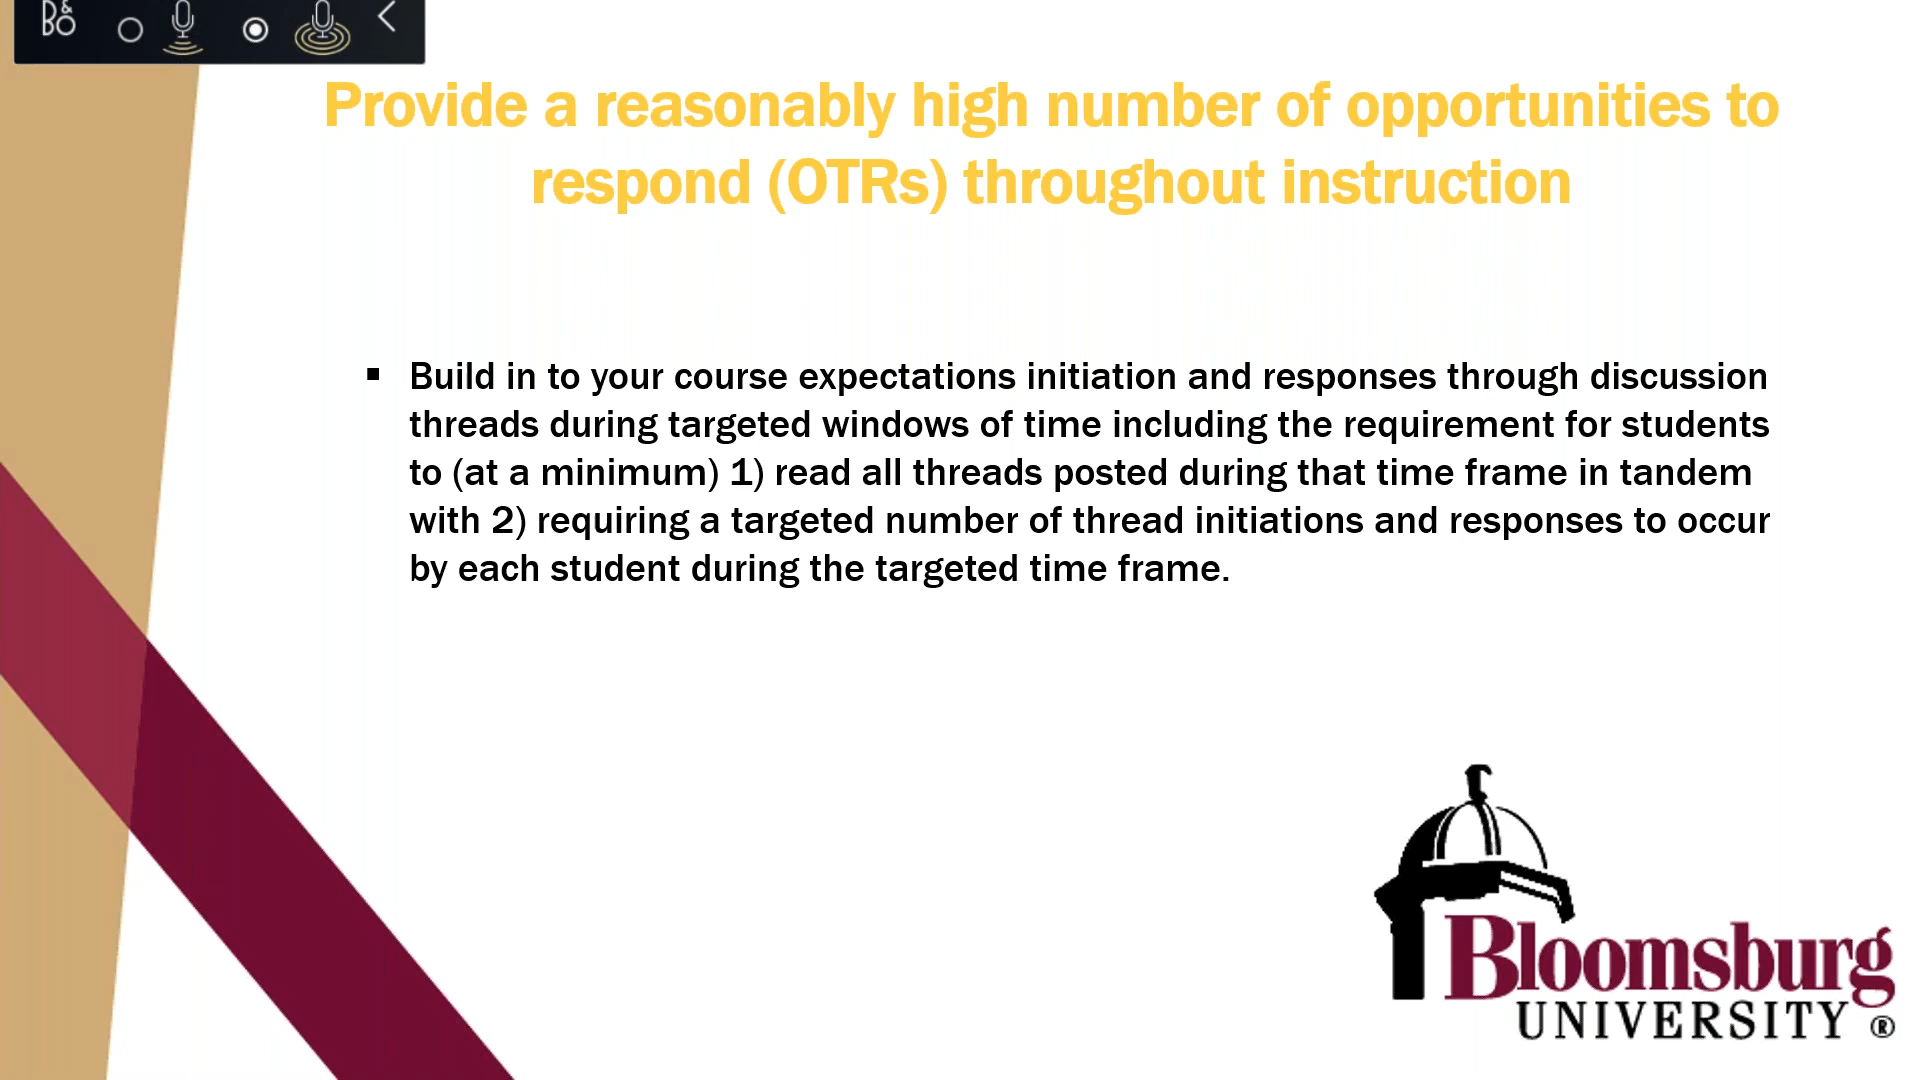 B&O
Provide a reasonably high number of opportunities to
respond (OTRs) throughout instruction
▪ Build in to your course expectations initiation and responses through discussion
threads during targeted windows of time including the requirement for students
to (at a minimum) 1) read all threads posted during that time frame in tandem
with 2) requiring a targeted number of thread initiations and responses to occur
by each student during the targeted time frame.
Bloomsburg
UNIVERSITY ®